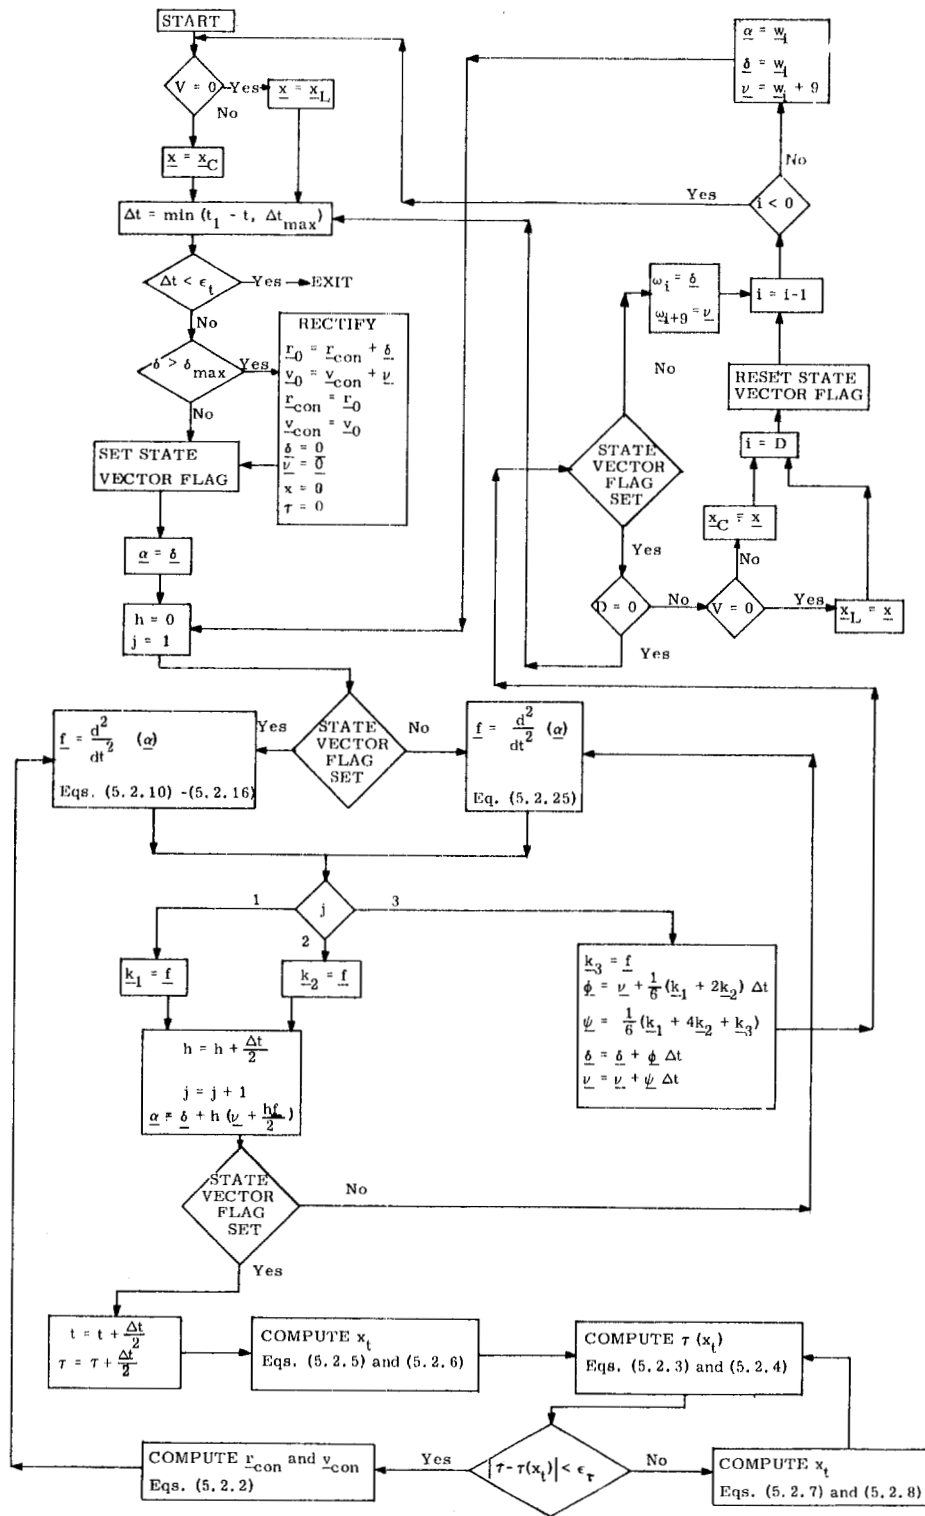 START
V = 0
Yes
x = x_L
No
x = x_C
Δt = min (t_1 - t, Δt_max)
Δt < ε_t
Yes
EXIT
No
δ > δ_max
Yes
No
RECTIFY
r_0 = r_con + δ
v_0 = v_con + ν
r_con = r_0
v_con = v_0
δ = 0
ν = 0
x = 0
τ = 0
SET STATE
VECTOR FLAG
α = δ
h = 0
j = 1
α = w_i
δ = w_i
ν = w_i + 9
No
i < 0
Yes
ω_i = δ
ω_i+9 = ν
i = i-1
No
RESET STATE
VECTOR FLAG
i = D
STATE
VECTOR
FLAG
SET
x_C = x
No
Yes
D = 0
No
V = 0
Yes
x_L = x
Yes
f = d^2/dt^2 (α)
Eqs. (5.2.10) -(5.2.16)
Yes
STATE
VECTOR
FLAG
SET
No
f = d^2/dt^2 (α)
Eq. (5.2.25)
1
j
3
2
k_1 = f
k_2 = f
k_3 = f
φ = ν + 1/6 (k_1 + 2k_2) Δt
ψ = 1/6 (k_1 + 4k_2 + k_3)
δ = δ + φ Δt
ν = ν + ψ Δt
h = h + Δt/2
j = j + 1
α = δ + h (ν + hf/2)
STATE
VECTOR
FLAG
SET
No
Yes
t = t + Δt/2
τ = τ + Δt/2
COMPUTE x_t
Eqs. (5.2.5) and (5.2.6)
COMPUTE τ (x_t)
Eqs. (5.2.3) and (5.2.4)
COMPUTE r_con and v_con
Eqs. (5.2.2)
Yes
|τ-τ(x_t)| < ε_τ
No
COMPUTE x_t
Eqs. (5.2.7) and (5.2.8)